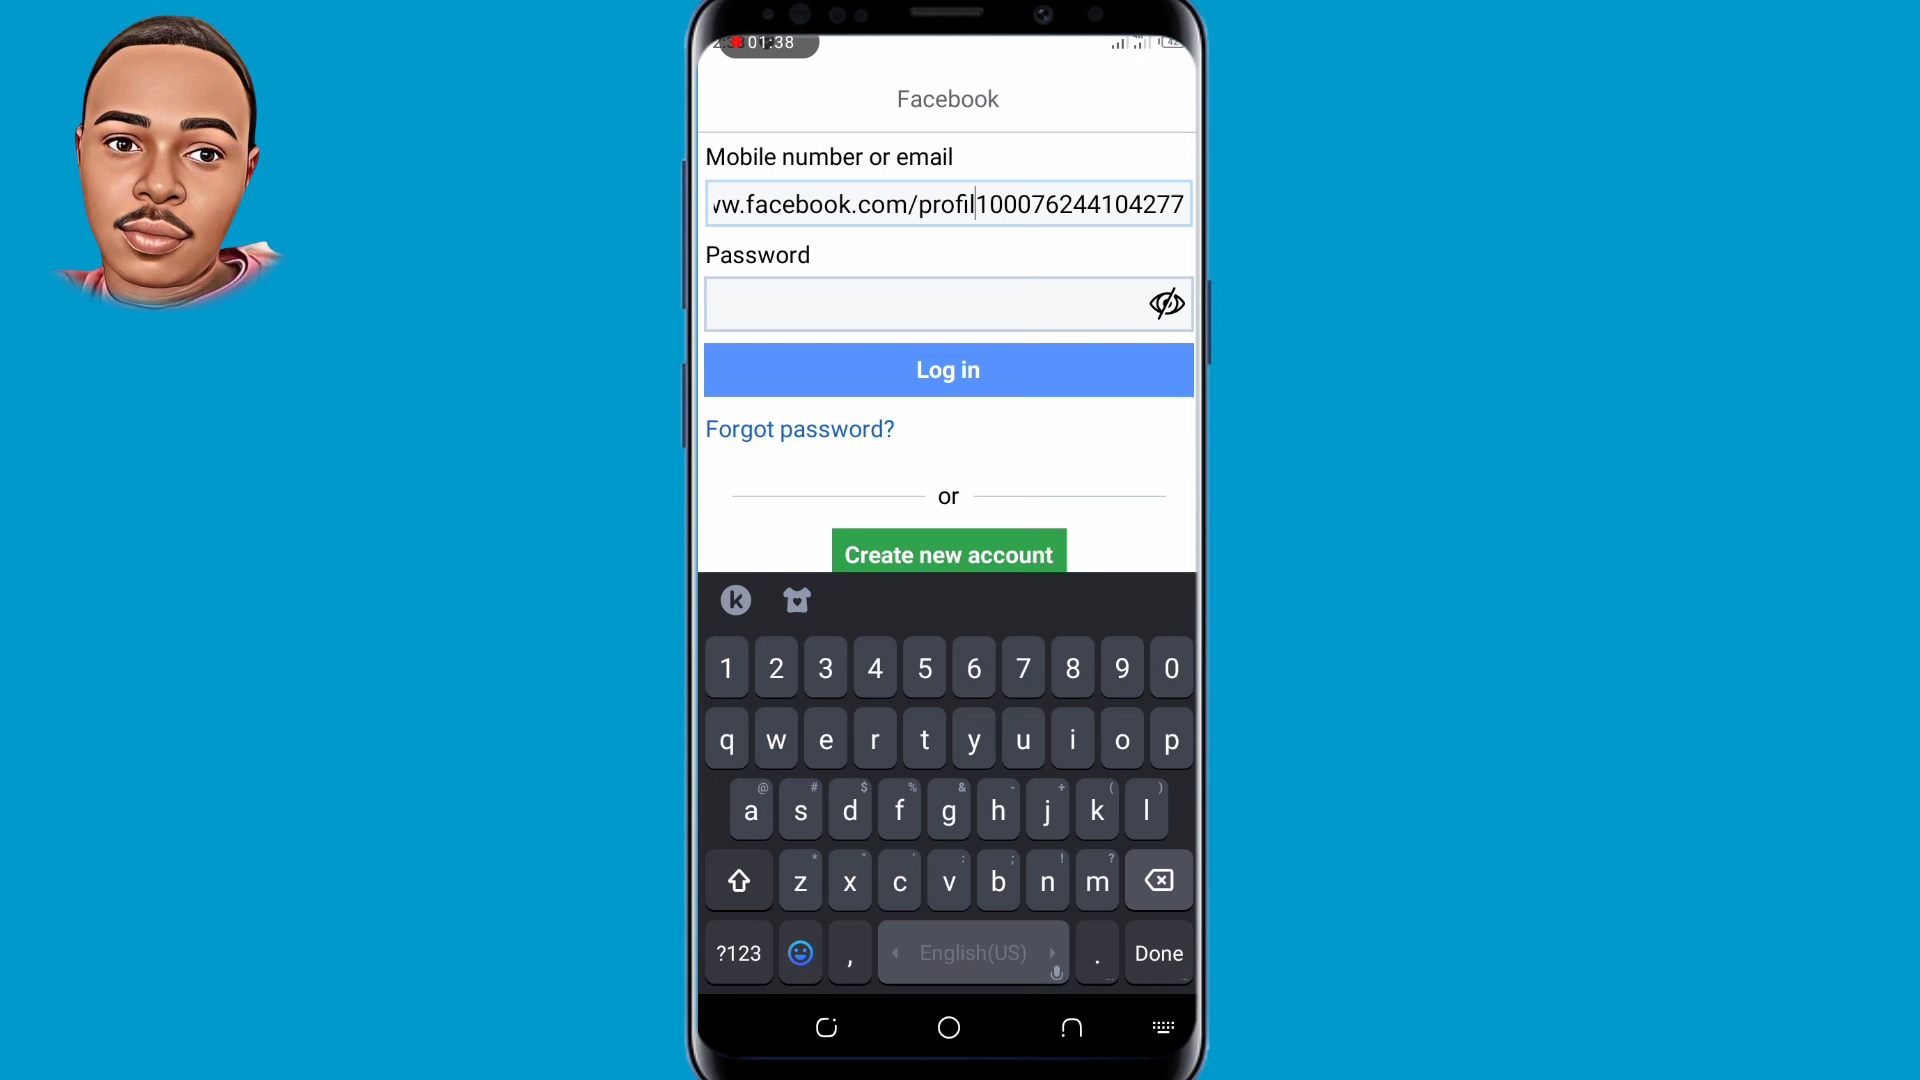 01:38
Facebook
Mobile number or email
vw.facebook.com/profil100076244104277
Password
Log in
Forgot password?
or
Create new account
k
1 2 3 4 5 6 7 8 9 0
q w e r t y u i o p
@ # $ % & - + ( )
a s d f g h j k l
* " ' : ; ! ?
z x c v b n m
?123 , English(US) . Done